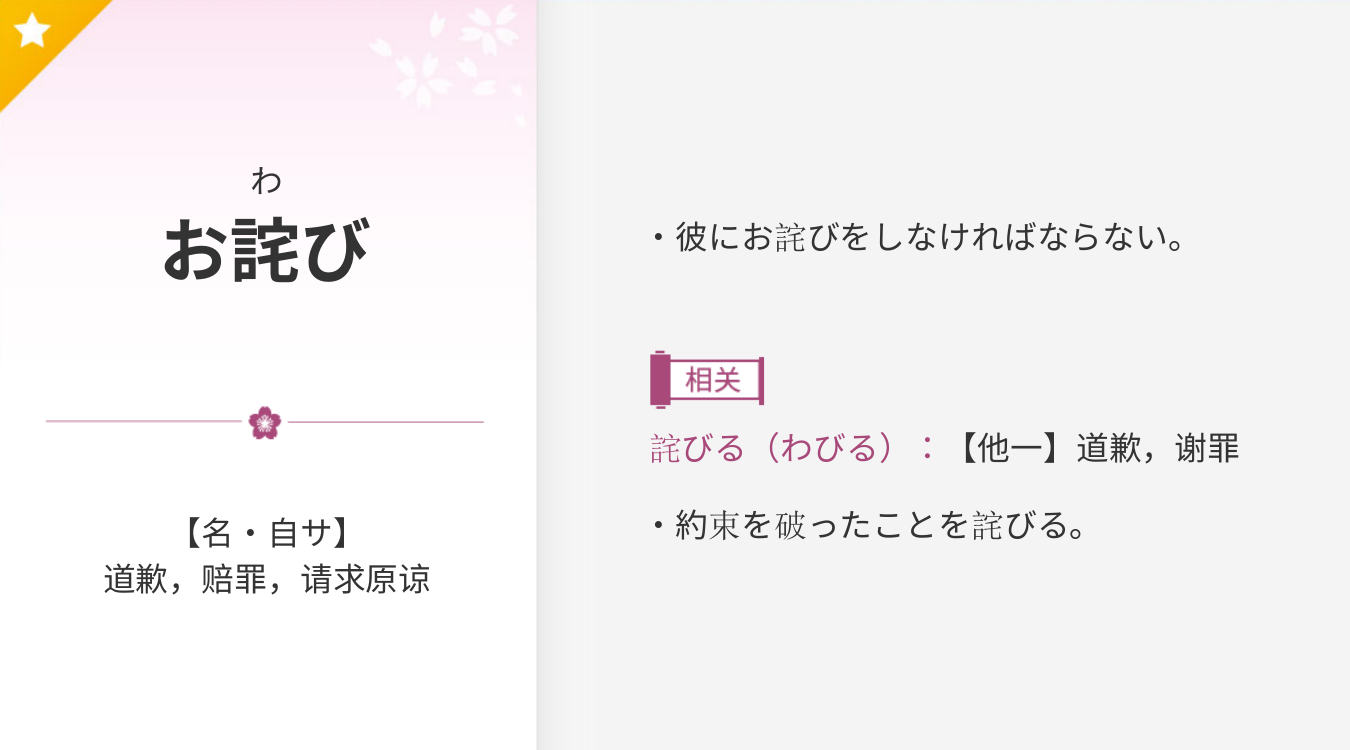 わ
お詫び
【名・自サ】
道歉，赔罪，请求原谅
・彼にお詫びをしなければならない。
相关
詫びる（わびる）：【他一】道歉，谢罪
・約束を破ったことを詫びる。